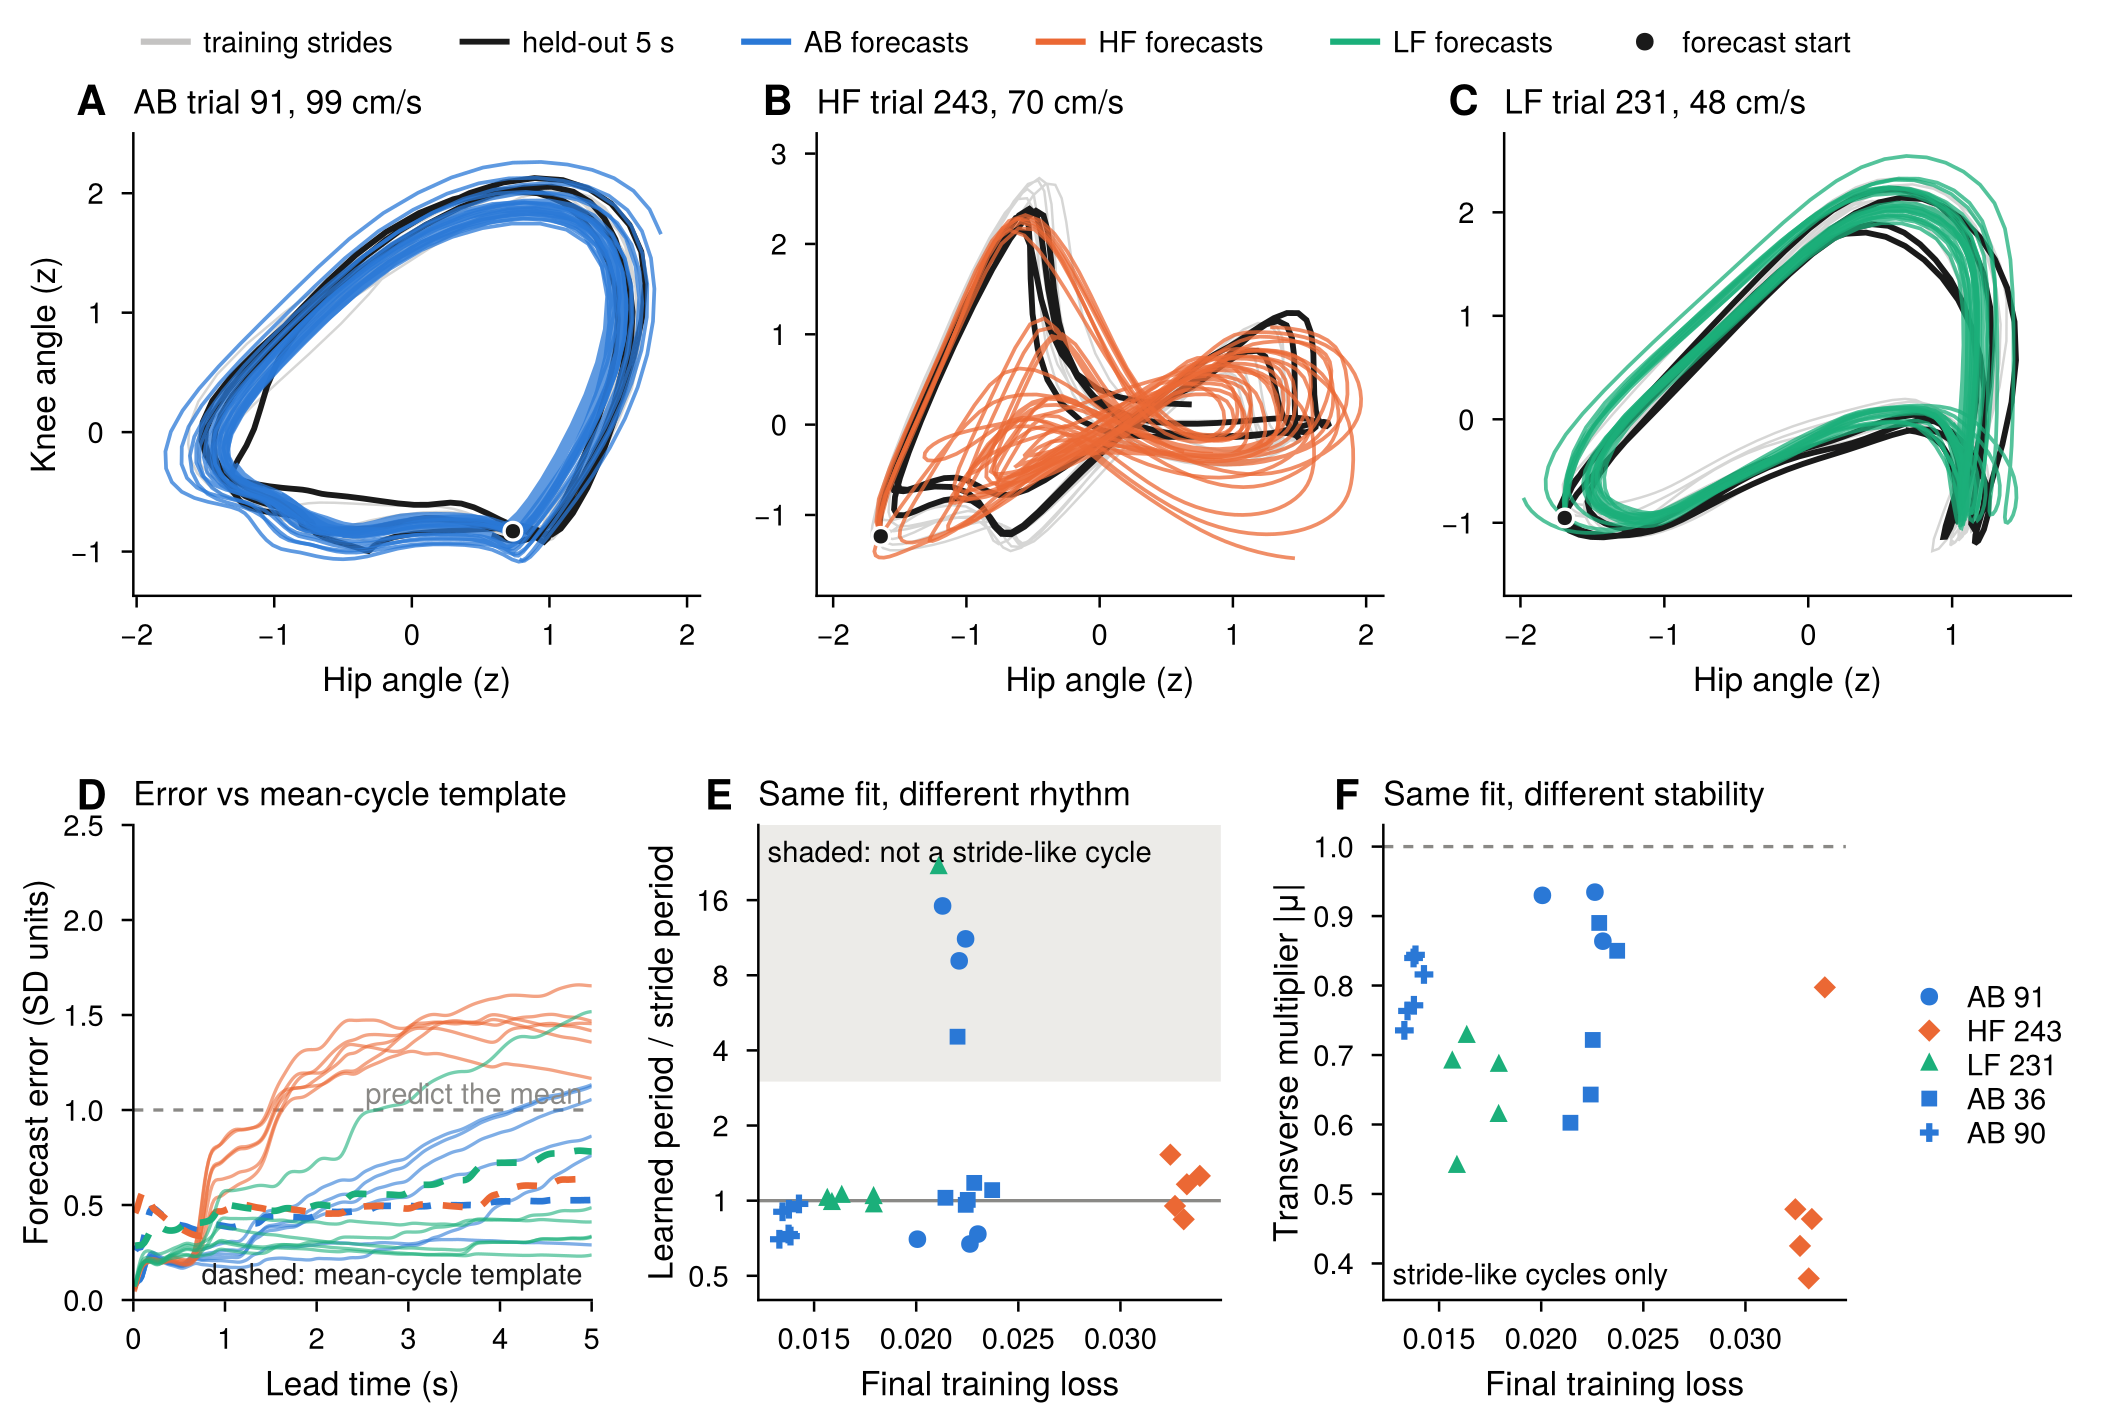 training strides
held-out 5 s
AB forecasts
HF forecasts
LF forecasts
forecast start
A AB trial 91, 99 cm/s
Knee angle (z)
2
1
0
−1
−2
−1
0
1
2
Hip angle (z)
B HF trial 243, 70 cm/s
3
2
1
0
−1
−2
−1
0
1
2
Hip angle (z)
C LF trial 231, 48 cm/s
2
1
0
−1
−2
−1
0
1
Hip angle (z)
D Error vs mean-cycle template
Forecast error (SD units)
2.5
2.0
1.5
1.0
0.5
0.0
predict the mean
dashed: mean-cycle template
0
1
2
3
4
5
Lead time (s)
E Same fit, different rhythm
Learned period / stride period
shaded: not a stride-like cycle
16
8
4
2
1
0.5
0.015
0.020
0.025
0.030
Final training loss
F Same fit, different stability
Transverse multiplier |μ|
1.0
0.9
0.8
0.7
0.6
0.5
0.4
stride-like cycles only
0.015
0.020
0.025
0.030
Final training loss
AB 91
HF 243
LF 231
AB 36
AB 90